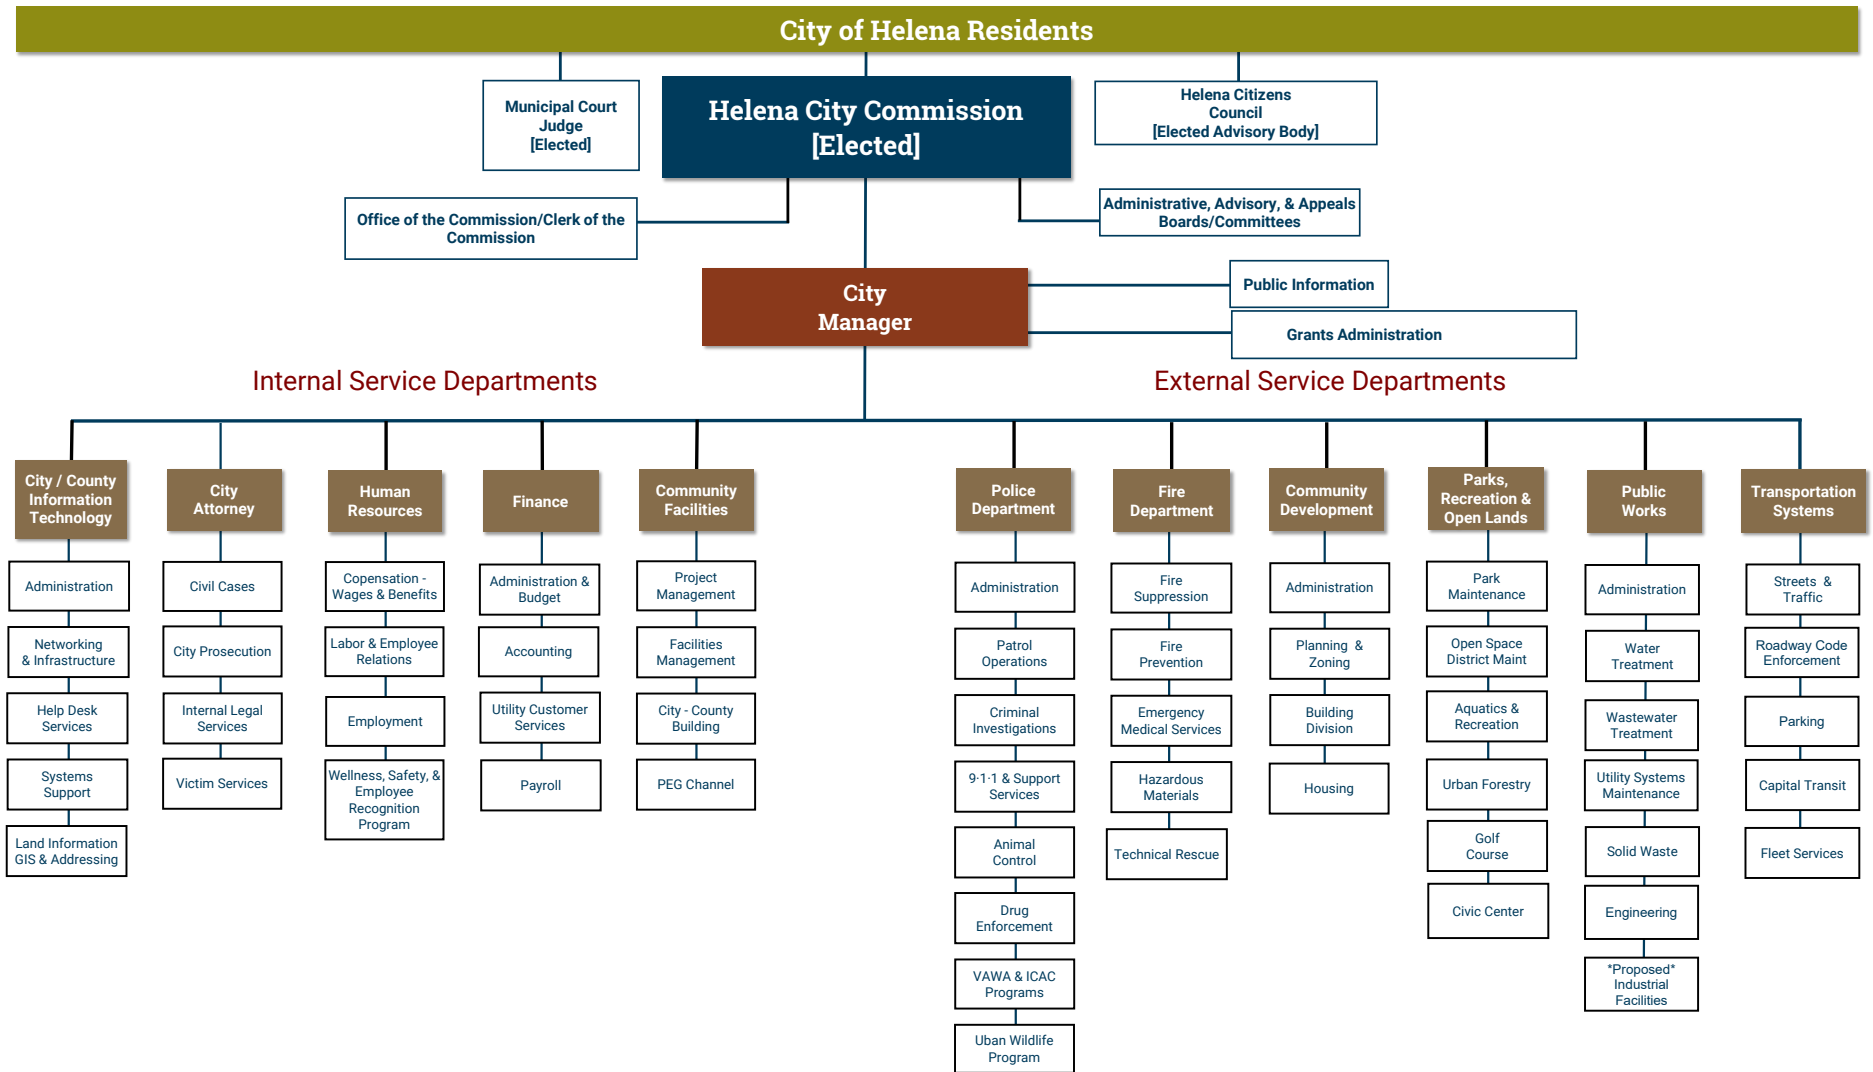 City of Helena Residents
Municipal Court
Judge
[Elected]
Helena City Commission
[Elected]
Helena Citizens
Council
[Elected Advisory Body]
Office of the Commission/Clerk of the
Commission
Administrative, Advisory, & Appeals
Boards/Committees
City
Manager
Public Information
Grants Administration
Internal Service Departments
External Service Departments
City / County
Information
Technology
Administration
Networking
& Infrastructure
Help Desk
Services
Systems
Support
Land Information
GIS & Addressing
City
Attorney
Civil Cases
City Prosecution
Internal Legal
Services
Victim Services
Human
Resources
Copensation -
Wages & Benefits
Labor & Employee
Relations
Employment
Wellness, Safety, &
Employee
Recognition
Program
Finance
Administration &
Budget
Accounting
Utility Customer
Services
Payroll
Community
Facilities
Project
Management
Facilities
Management
City - County
Building
PEG Channel
Police
Department
Administration
Patrol
Operations
Criminal
Investigations
9-1-1 & Support
Services
Animal
Control
Drug
Enforcement
VAWA & ICAC
Programs
Uban Wildlife
Program
Fire
Department
Fire
Suppression
Fire
Prevention
Emergency
Medical Services
Hazardous
Materials
Technical Rescue
Community
Development
Administration
Planning &
Zoning
Building
Division
Housing
Parks,
Recreation &
Open Lands
Park
Maintenance
Open Space
District Maint
Aquatics &
Recreation
Urban Forestry
Golf
Course
Civic Center
Public
Works
Administration
Water
Treatment
Wastewater
Treatment
Utility Systems
Maintenance
Solid Waste
Engineering
*Proposed*
Industrial
Facilities
Transportation
Systems
Streets &
Traffic
Roadway Code
Enforcement
Parking
Capital Transit
Fleet Services